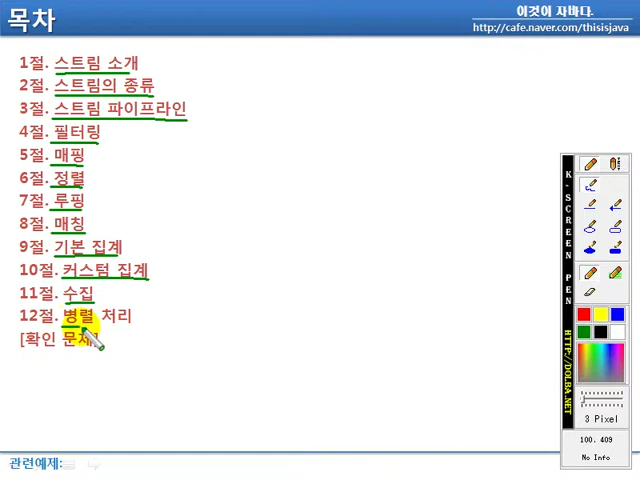 목차
이것이 자바다.
http://cafe.naver.com/thisisjava
1절. 스트림 소개
2절. 스트림의 종류
3절. 스트림 파이프라인
4절. 필터링
5절. 매핑
6절. 정렬
7절. 루핑
8절. 매칭
9절. 기본 집계
10절. 커스텀 집계
11절. 수집
12절. 병렬 처리
[확인 문제]
관련예제:
K-SCREEN PEN
HTTP://DOLBA.NET
3 Pixel
100, 409
No Info